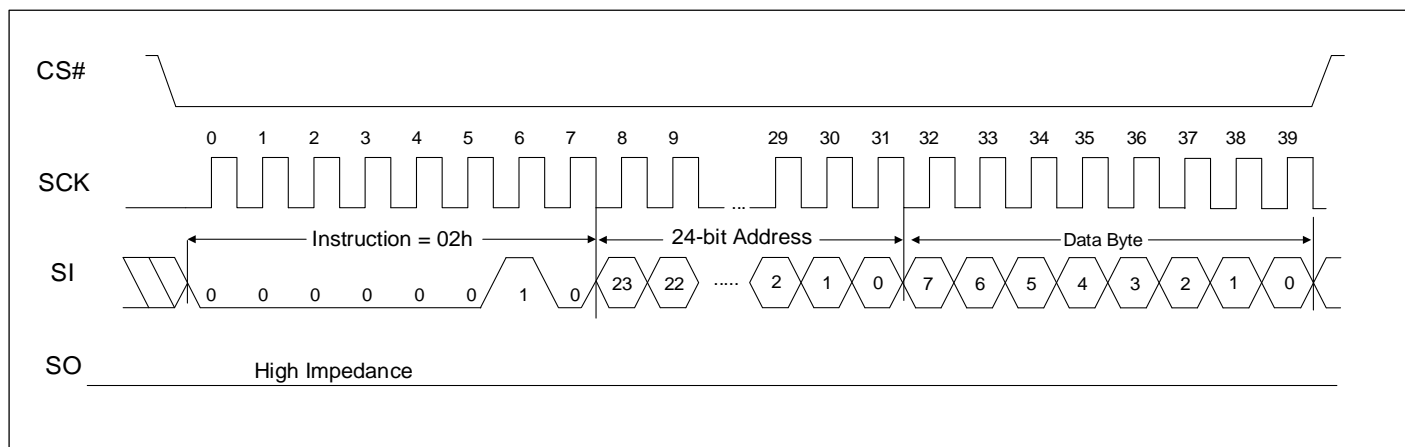 CS#
0 1 2 3 4 5 6 7 8 9 29 30 31 32 33 34 35 36 37 38 39
SCK ...
Instruction = 02h 24-bit Address Data Byte
SI 0 0 0 0 0 0 1 0 23 22 ..... 2 1 0 7 6 5 4 3 2 1 0
SO High Impedance